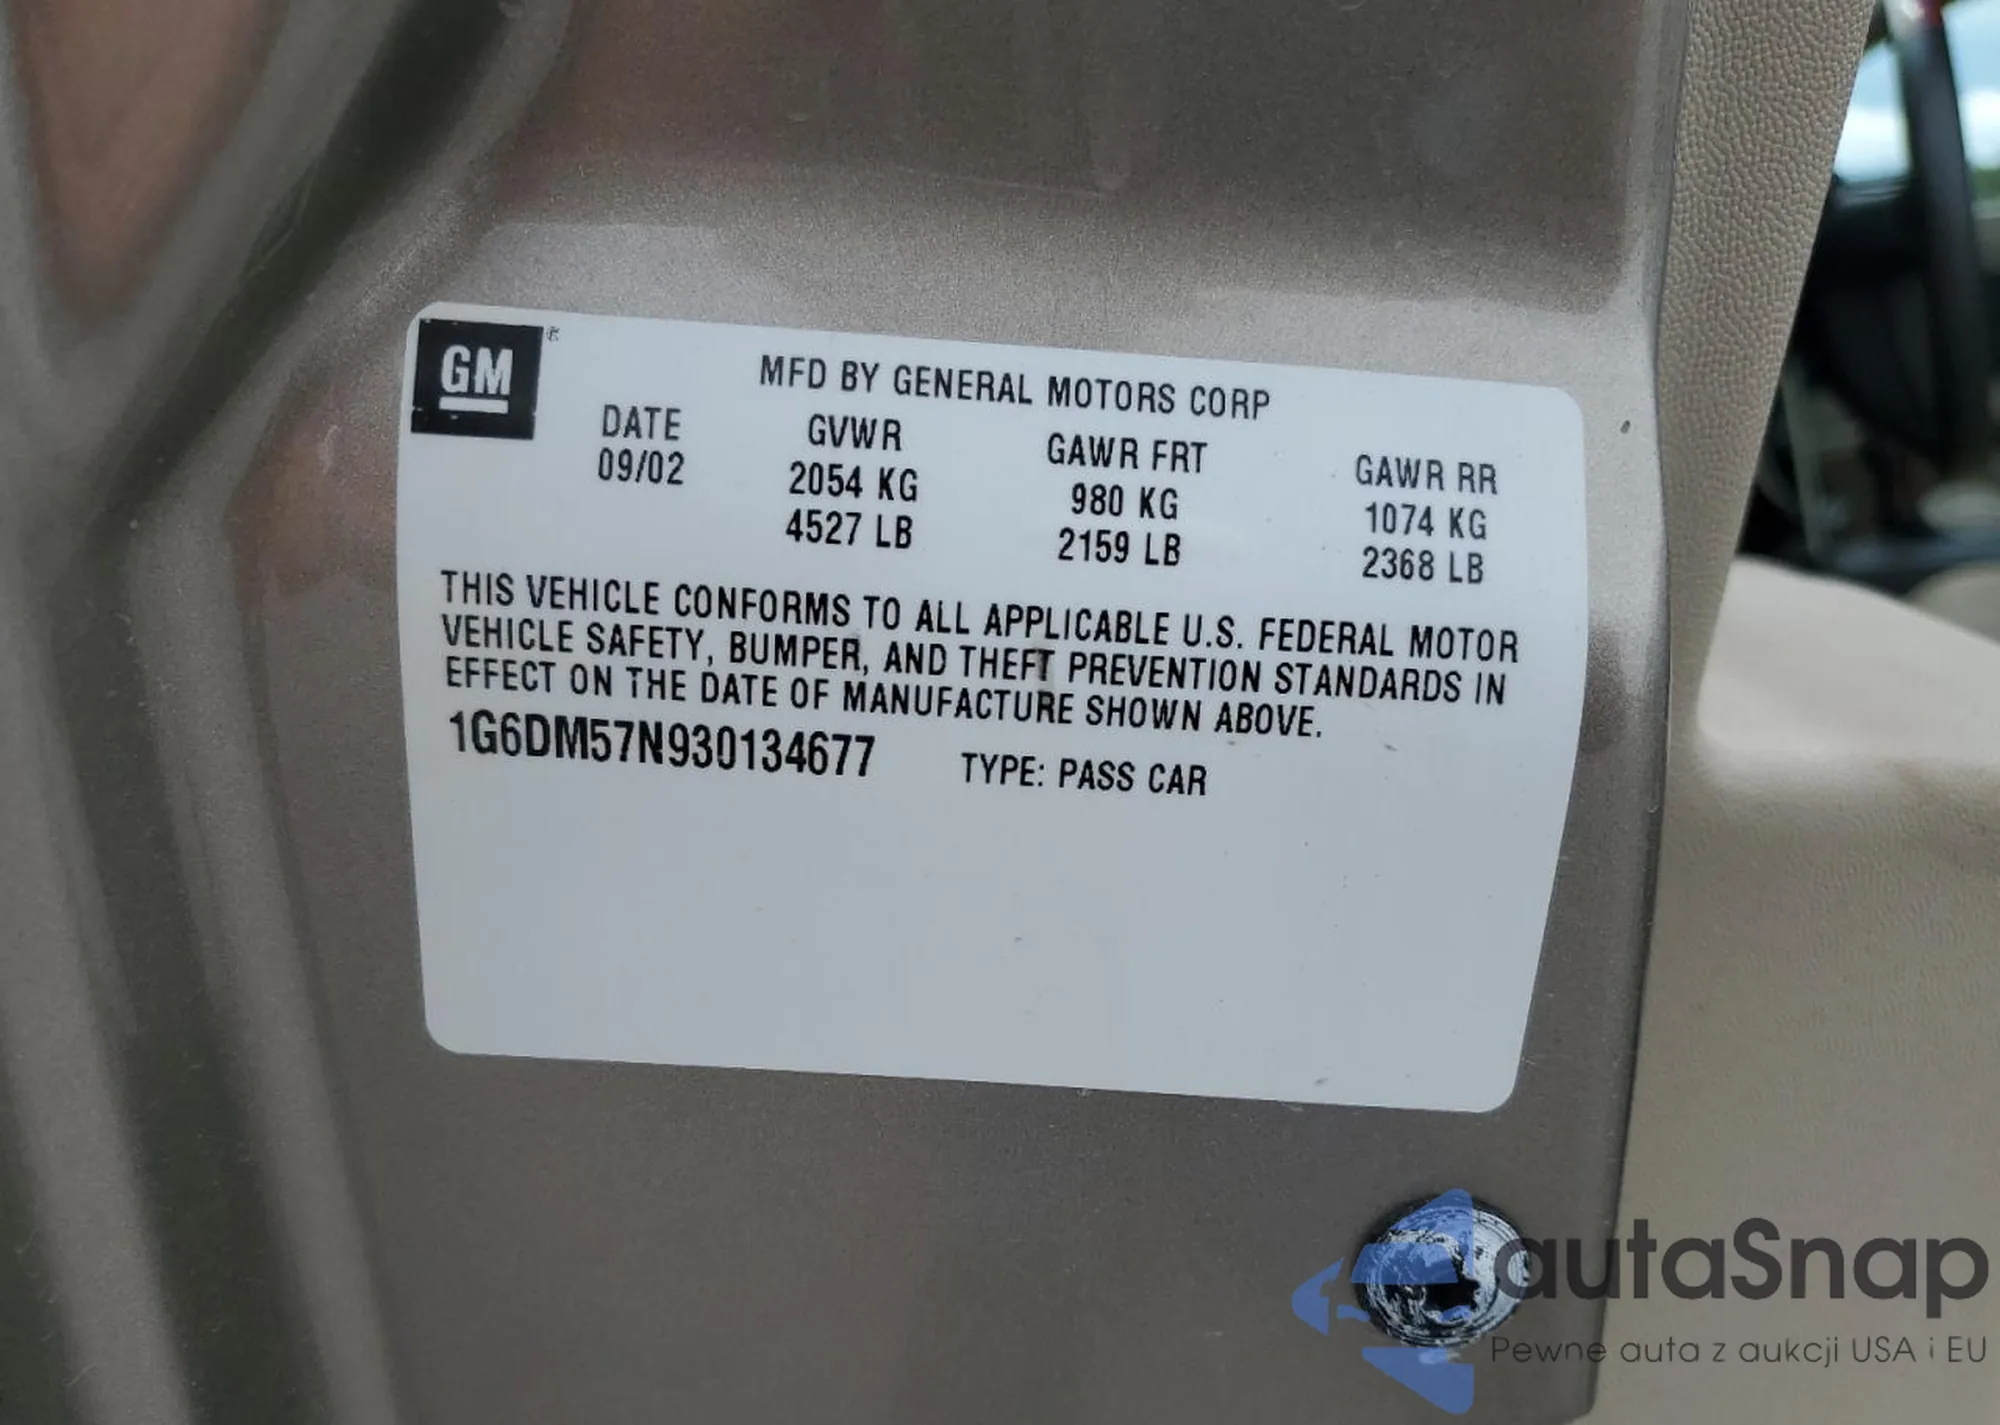 GM
MFD BY GENERAL MOTORS CORP
DATE GVWR GAWR FRT GAWR RR
09/02 2054 KG 980 KG 1074 KG
4527 LB 2159 LB 2368 LB
THIS VEHICLE CONFORMS TO ALL APPLICABLE U.S. FEDERAL MOTOR
VEHICLE SAFETY, BUMPER, AND THEFT PREVENTION STANDARDS IN
EFFECT ON THE DATE OF MANUFACTURE SHOWN ABOVE.
1G6DM57N930134677 TYPE: PASS CAR
autaSnap
Pewne auta z aukcji USA i EU